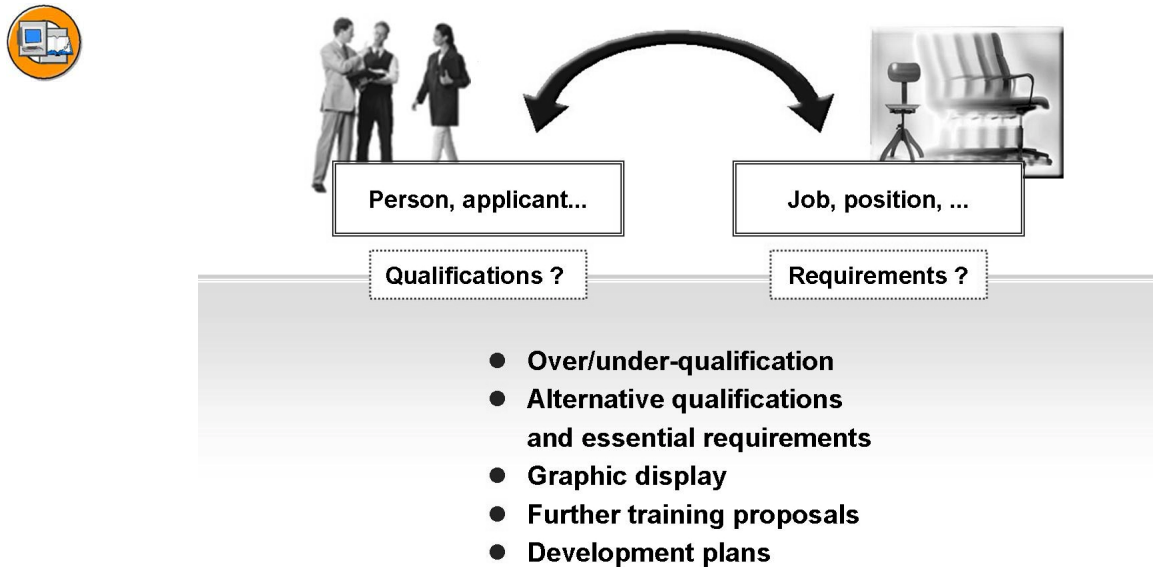 Person, applicant...
Job, position, ...
Qualifications ?
Requirements ?
● Over/under-qualification
● Alternative qualifications
and essential requirements
● Graphic display
● Further training proposals
● Development plans